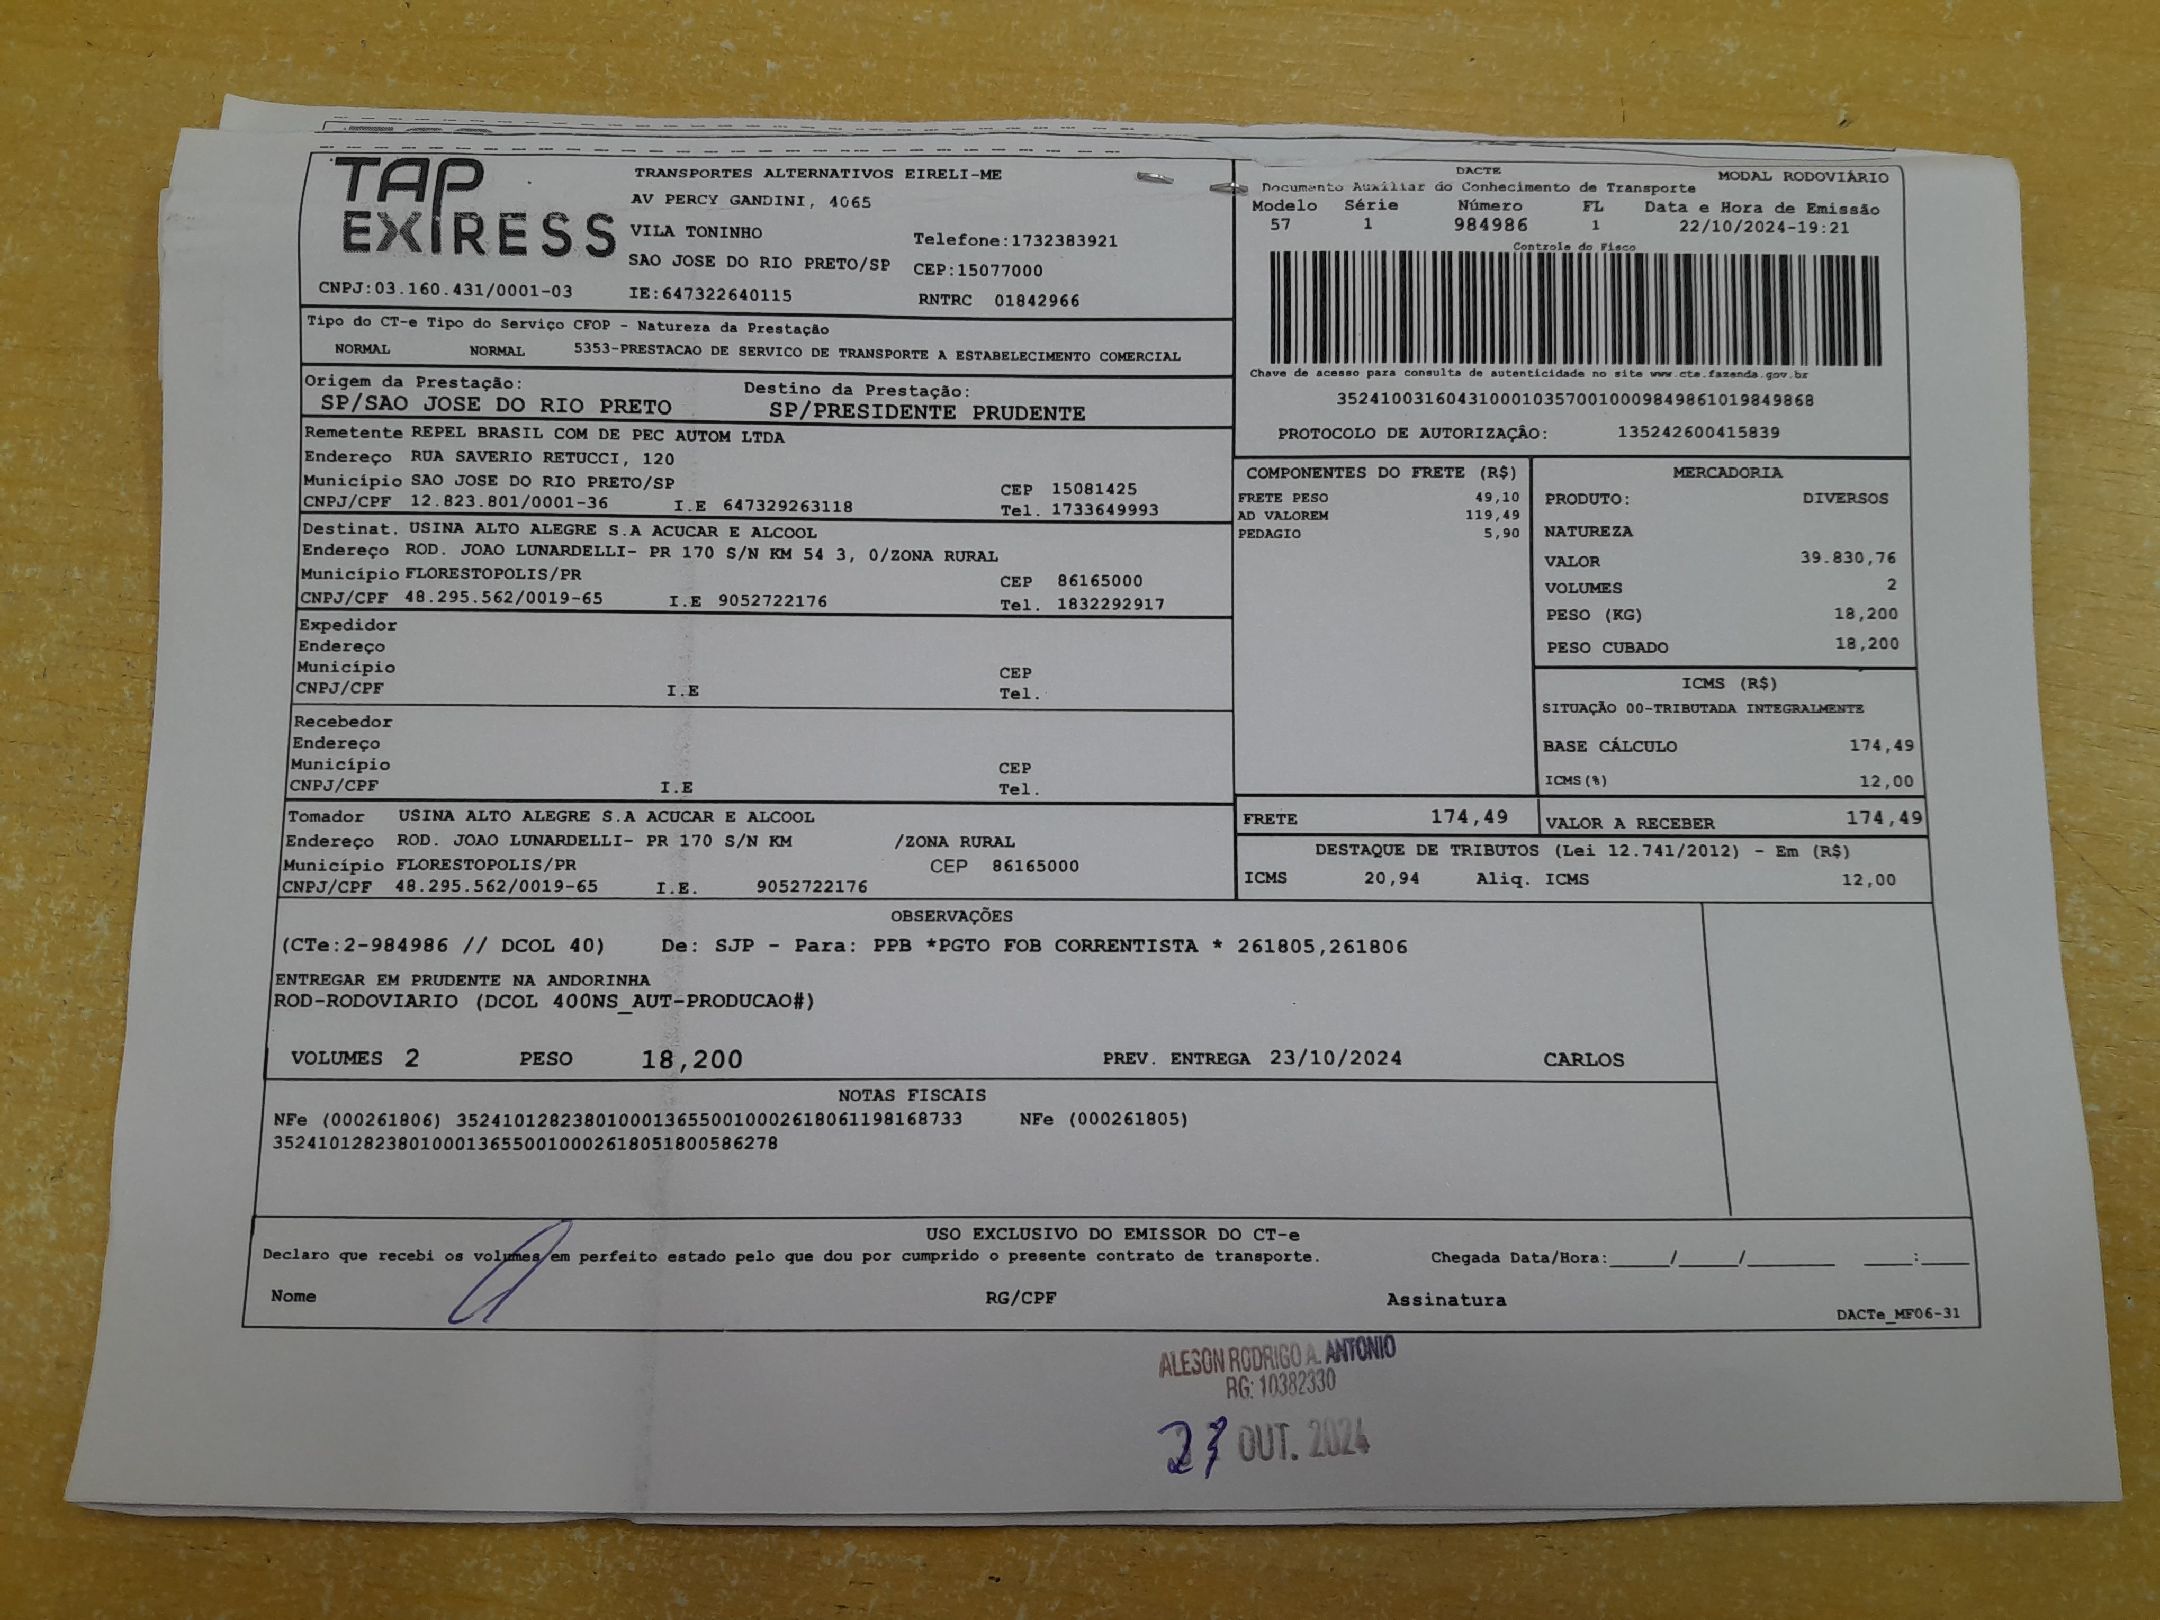 TAP
EXPRESS
TRANSPORTES ALTERNATIVOS EIRELI-ME
AV PERCY GANDINI, 4065
VILA TONINHO
Telefone:1732383921
SAO JOSE DO RIO PRETO/SP CEP:15077000
CNPJ:03.160.431/0001-03 IE:647322640115 RNTRC 01842966
DACTE MODAL RODOVIÁRIO
Documento Auxiliar do Conhecimento de Transporte
Modelo Série Número FL Data e Hora de Emissão
57 1 984986 1 22/10/2024-19:21
Controle do Fisco
Chave de acesso para consulta de autenticidade no site www.cte.fazenda.gov.br
35241003160431000103570010009849861019849868
PROTOCOLO DE AUTORIZAÇÂO: 135242600415839
Tipo do CT-e Tipo do Serviço CFOP - Natureza da Prestação
NORMAL NORMAL 5353-PRESTACAO DE SERVICO DE TRANSPORTE A ESTABELECIMENTO COMERCIAL
Origem da Prestação: Destino da Prestação:
SP/SAO JOSE DO RIO PRETO SP/PRESIDENTE PRUDENTE
Remetente REPEL BRASIL COM DE PEC AUTOM LTDA
Endereço RUA SAVERIO RETUCCI, 120
Município SAO JOSE DO RIO PRETO/SP CEP 15081425
CNPJ/CPF 12.823.801/0001-36 I.E 647329263118 Tel. 1733649993
Destinat. USINA ALTO ALEGRE S.A ACUCAR E ALCOOL
Endereço ROD. JOAO LUNARDELLI- PR 170 S/N KM 54 3, 0/ZONA RURAL
Município FLORESTOPOLIS/PR CEP 86165000
CNPJ/CPF 48.295.562/0019-65 I.E 9052722176 Tel. 1832292917
Expedidor
Endereço
Município CEP
CNPJ/CPF I.E Tel.
Recebedor
Endereço
Município CEP
CNPJ/CPF I.E Tel.
Tomador USINA ALTO ALEGRE S.A ACUCAR E ALCOOL
Endereço ROD. JOAO LUNARDELLI- PR 170 S/N KM /ZONA RURAL
Município FLORESTOPOLIS/PR CEP 86165000
CNPJ/CPF 48.295.562/0019-65 I.E. 9052722176
COMPONENTES DO FRETE (R$)
FRETE PESO 49,10
AD VALOREM 119,49
PEDAGIO 5,90
MERCADORIA
PRODUTO: DIVERSOS
NATUREZA
VALOR 39.830,76
VOLUMES 2
PESO (KG) 18,200
PESO CUBADO 18,200
ICMS (R$)
SITUAÇÃO 00-TRIBUTADA INTEGRALMENTE
BASE CÁLCULO 174,49
ICMS(%) 12,00
FRETE 174,49 VALOR A RECEBER 174,49
DESTAQUE DE TRIBUTOS (Lei 12.741/2012) - Em (R$)
ICMS 20,94 Aliq. ICMS 12,00
OBSERVAÇÕES
(CTe:2-984986 // DCOL 40) De: SJP - Para: PPB *PGTO FOB CORRENTISTA * 261805,261806
ENTREGAR EM PRUDENTE NA ANDORINHA
ROD-RODOVIARIO (DCOL 400NS_AUT-PRODUCAO#)
VOLUMES 2 PESO 18,200 PREV. ENTREGA 23/10/2024 CARLOS
NOTAS FISCAIS
NFe (000261806) 35241012823801000136550010002618061198168733 NFe (000261805)
35241012823801000136550010002618051800586278
USO EXCLUSIVO DO EMISSOR DO CT-e
Declaro que recebi os volumes em perfeito estado pelo que dou por cumprido o presente contrato de transporte. Chegada Data/Hora:_____/_____/________ ____:____
Nome RG/CPF Assinatura
DACTe_MF06-31
ALESON RODRIGO A. ANTONIO
RG: 10382330
OUT. 2024